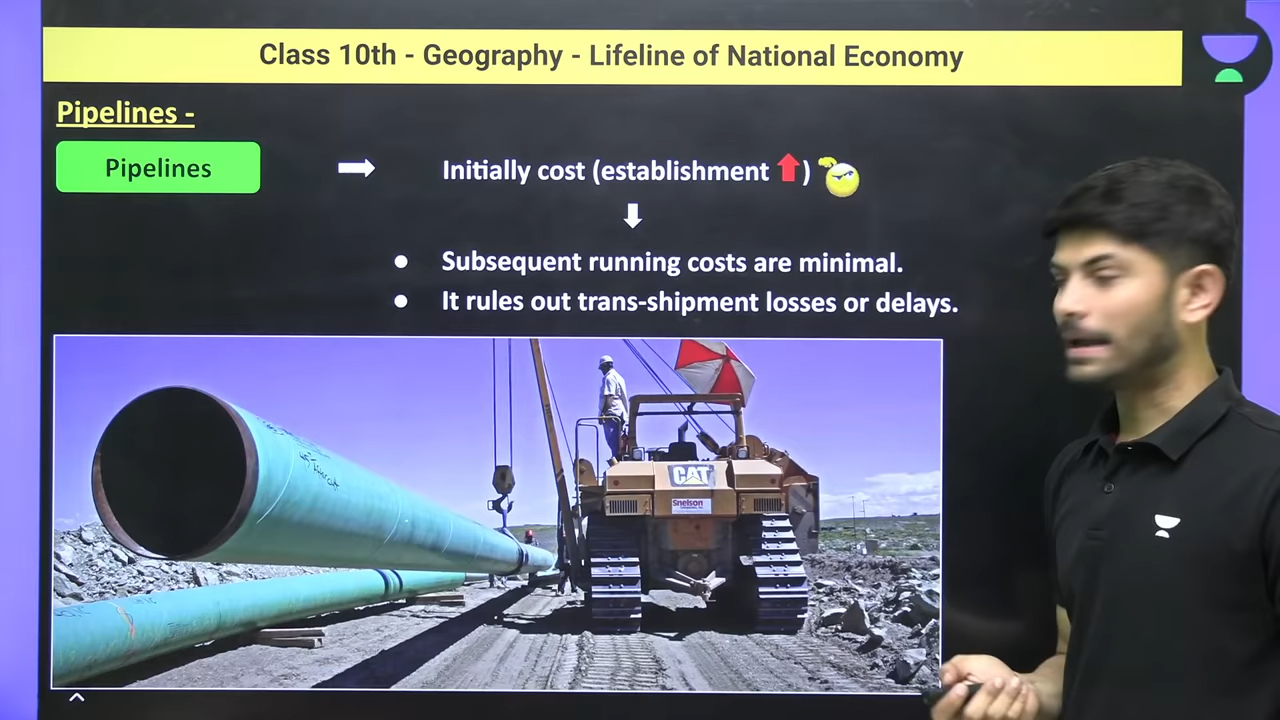 Class 10th - Geography - Lifeline of National Economy
Pipelines -
Pipelines
Initially cost (establishment )
Subsequent running costs are minimal.
It rules out trans-shipment losses or delays.
CAT
Snelson